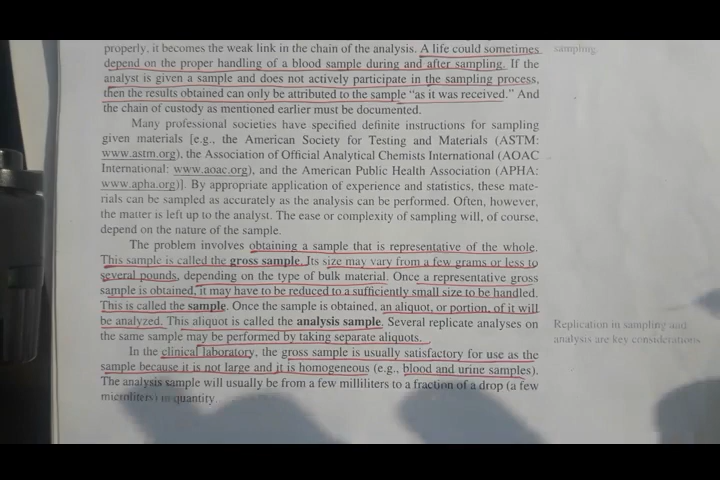 properly, it becomes the weak link in the chain of the analysis. A life could sometimes
sampling.
depend on the proper handling of a blood sample during and after sampling. If the
analyst is given a sample and does not actively participate in the sampling process,
then the results obtained can only be attributed to the sample “as it was received.” And
the chain of custody as mentioned earlier must be documented.
Many professional societies have specified definite instructions for sampling
given materials [e.g., the American Society for Testing and Materials (ASTM:
www.astm.org), the Association of Official Analytical Chemists International (AOAC
International: www.aoac.org), and the American Public Health Association (APHA:
www.apha.org)]. By appropriate application of experience and statistics, these mate-
rials can be sampled as accurately as the analysis can be performed. Often, however,
the matter is left up to the analyst. The ease or complexity of sampling will, of course,
depend on the nature of the sample.
The problem involves obtaining a sample that is representative of the whole.
This sample is called the gross sample. Its size may vary from a few grams or less to
several pounds, depending on the type of bulk material. Once a representative gross
sample is obtained, it may have to be reduced to a sufficiently small size to be handled.
This is called the sample. Once the sample is obtained, an aliquot, or portion, of it will
be analyzed. This aliquot is called the analysis sample. Several replicate analyses on
the same sample may be performed by taking separate aliquots.
Replication in sampling and
analysis are key considerations
In the clinical laboratory, the gross sample is usually satisfactory for use as the
sample because it is not large and it is homogeneous (e.g., blood and urine samples).
The analysis sample will usually be from a few milliliters to a fraction of a drop (a few
microliters) in quantity.